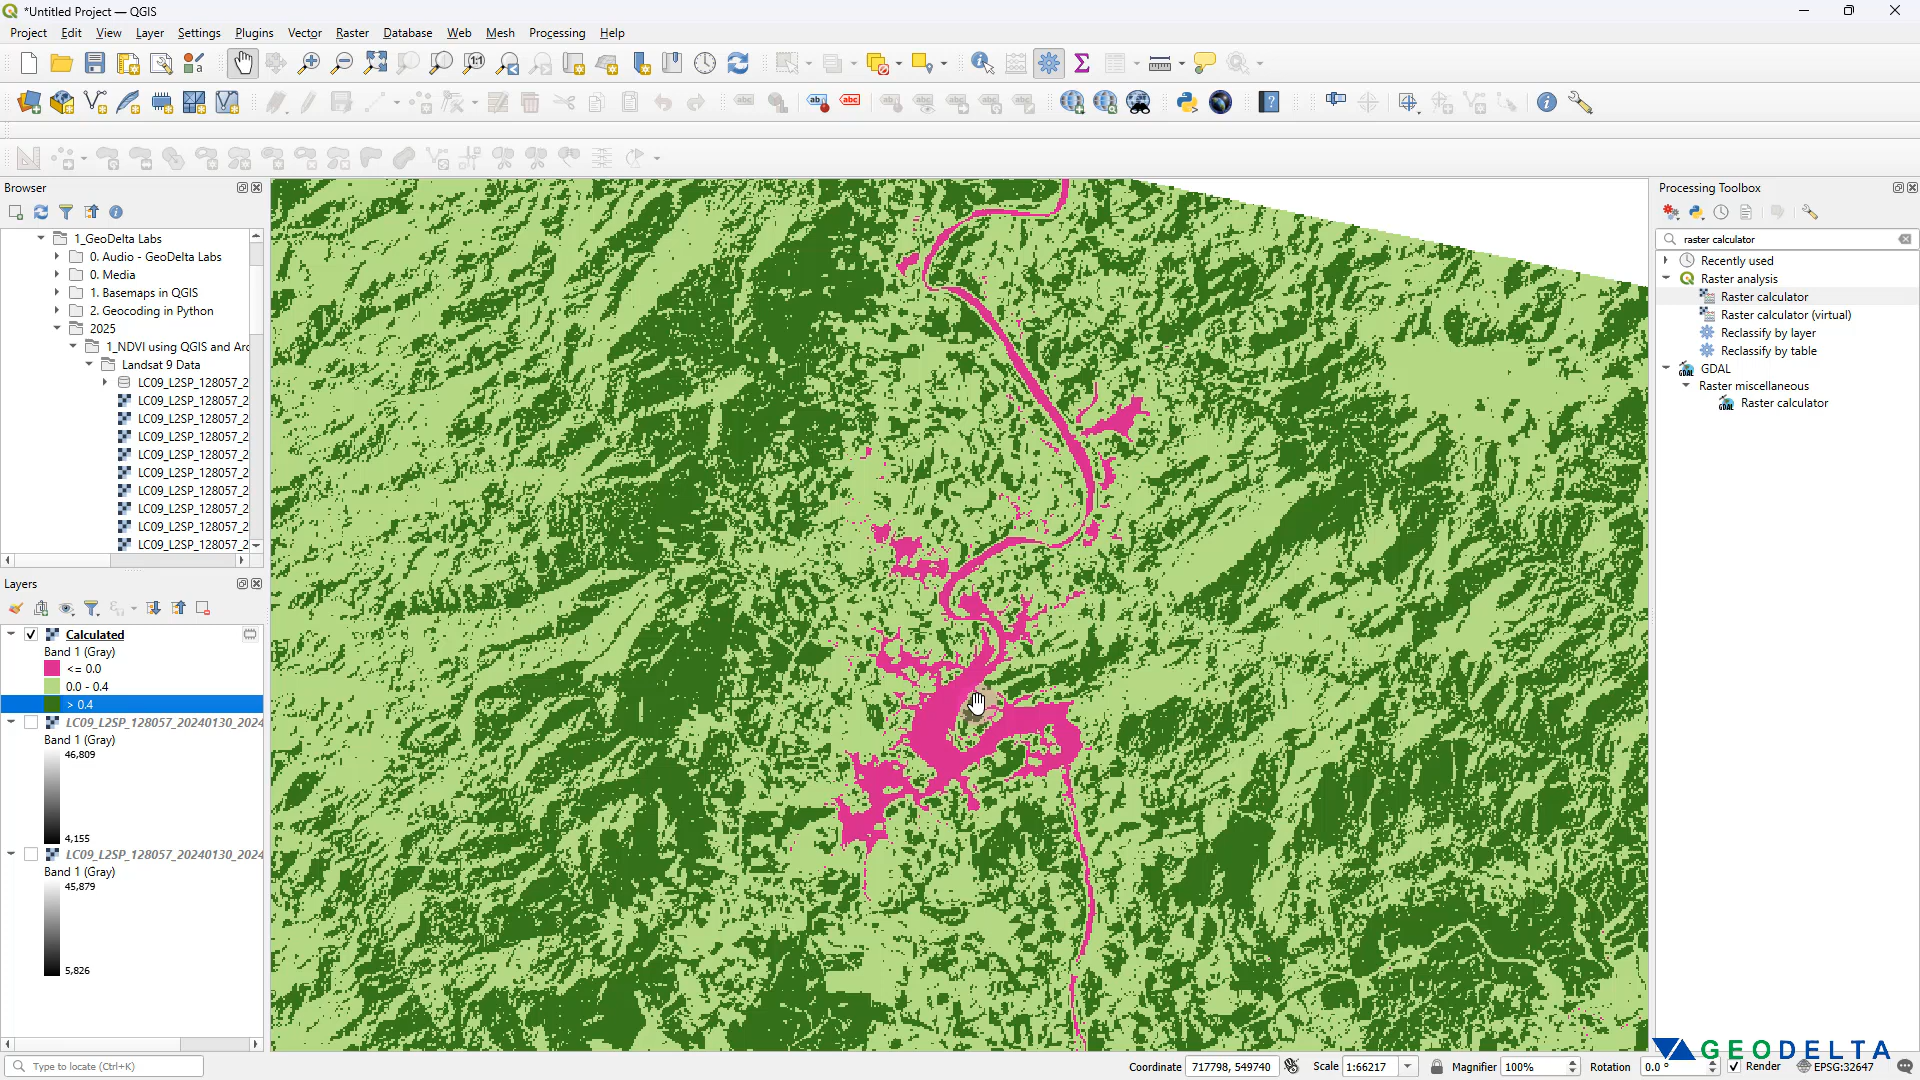 *Untitled Project — QGIS
Project Edit View Layer Settings Plugins Vector Raster Database Web Mesh Processing Help
Browser
1_GeoDelta Labs
0. Audio - GeoDelta Labs
0. Media
1. Basemaps in QGIS
2. Geocoding in Python
2025
1_NDVI using QGIS and Arc
Landsat 9 Data
LC09_L2SP_128057_2
LC09_L2SP_128057_2
LC09_L2SP_128057_2
LC09_L2SP_128057_2
LC09_L2SP_128057_2
LC09_L2SP_128057_2
LC09_L2SP_128057_2
LC09_L2SP_128057_2
LC09_L2SP_128057_2
LC09_L2SP_128057_2
Layers
Calculated
Band 1 (Gray)
<= 0.0
0.0 - 0.4
> 0.4
LC09_L2SP_128057_20240130_2024
Band 1 (Gray)
46,809
4,155
LC09_L2SP_128057_20240130_2024
Band 1 (Gray)
45,879
5,826
Processing Toolbox
raster calculator
Recently used
Raster analysis
Raster calculator
Raster calculator (virtual)
Reclassify by layer
Reclassify by table
GDAL
Raster miscellaneous
Raster calculator
GEODELTA
Type to locate (Ctrl+K)
Coordinate 717798, 549740 Scale 1:66217 Magnifier 100% Rotation 0.0 ° Render EPSG:32647